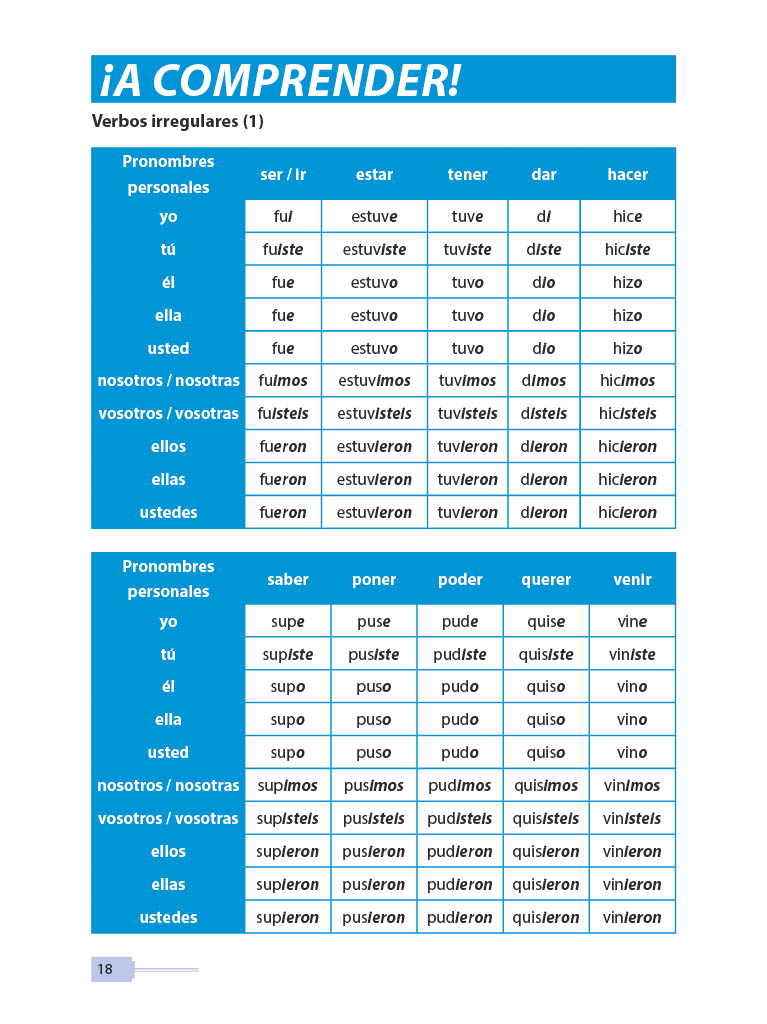 ¡A COMPRENDER!
Verbos irregulares (1)
Pronombres personales ser / ir estar tener dar hacer
yo fui estuve tuve di hice
tú fuiste estuviste tuviste diste hiciste
él fue estuvo tuvo dio hizo
ella fue estuvo tuvo dio hizo
usted fue estuvo tuvo dio hizo
nosotros / nosotras fuimos estuvimos tuvimos dimos hicimos
vosotros / vosotras fuisteis estuvisteis tuvisteis disteis hicisteis
ellos fueron estuvieron tuvieron dieron hicieron
ellas fueron estuvieron tuvieron dieron hicieron
ustedes fueron estuvieron tuvieron dieron hicieron
Pronombres personales saber poner poder querer venir
yo supe puse pude quise vine
tú supiste pusiste pudiste quisiste viniste
él supo puso pudo quiso vino
ella supo puso pudo quiso vino
usted supo puso pudo quiso vino
nosotros / nosotras supimos pusimos pudimos quisimos vinimos
vosotros / vosotras supisteis pusisteis pudisteis quisisteis vinisteis
ellos supieron pusieron pudieron quisieron vinieron
ellas supieron pusieron pudieron quisieron vinieron
ustedes supieron pusieron pudieron quisieron vinieron
18